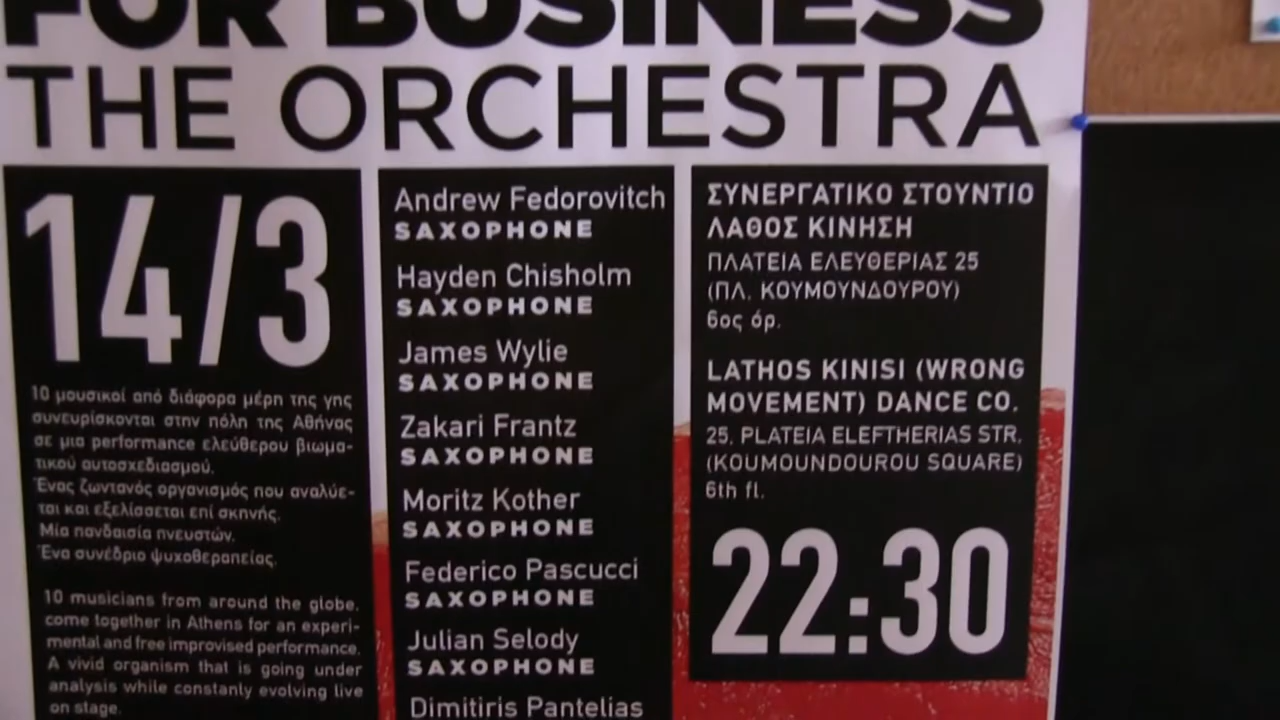 FOR BUSINESS
THE ORCHESTRA
14/3
10 μουσικοί από διάφορα μέρη της γης
συνευρίσκονται στην πόλη της Αθήνας
σε μια performance ελεύθερου βιωμα-
τικού αυτοσχεδιασμού.
Ένας ζωντανός οργανισμός που αναλύε-
ται και εξελίσσεται επί σκηνής.
Μία πανδαισία πνευστών.
Ένα συνέδριο ψυχοθεραπείας.
10 musicians from around the globe,
come together in Athens for an experi-
mental and free improvised performance.
A vivid organism that is going under
analysis while constanly evolving live
on stage.
Andrew Fedorovitch
SAXOPHONE
Hayden Chisholm
SAXOPHONE
James Wylie
SAXOPHONE
Zakari Frantz
SAXOPHONE
Moritz Kother
SAXOPHONE
Federico Pascucci
SAXOPHONE
Julian Selody
SAXOPHONE
Dimitiris Pantelias
ΣΥΝΕΡΓΑΤΙΚΟ ΣΤΟΥΝΤΙΟ
ΛΑΘΟΣ ΚΙΝΗΣΗ
ΠΛΑΤΕΙΑ ΕΛΕΥΘΕΡΙΑΣ 25
(ΠΛ. ΚΟΥΜΟΥΝΔΟΥΡΟΥ)
6ος όρ.
LATHOS KINISI (WRONG
MOVEMENT) DANCE CO.
25, PLATEIA ELEFTHERIAS STR.
(KOUMOUNDOUROU SQUARE)
6th fl.
22:30